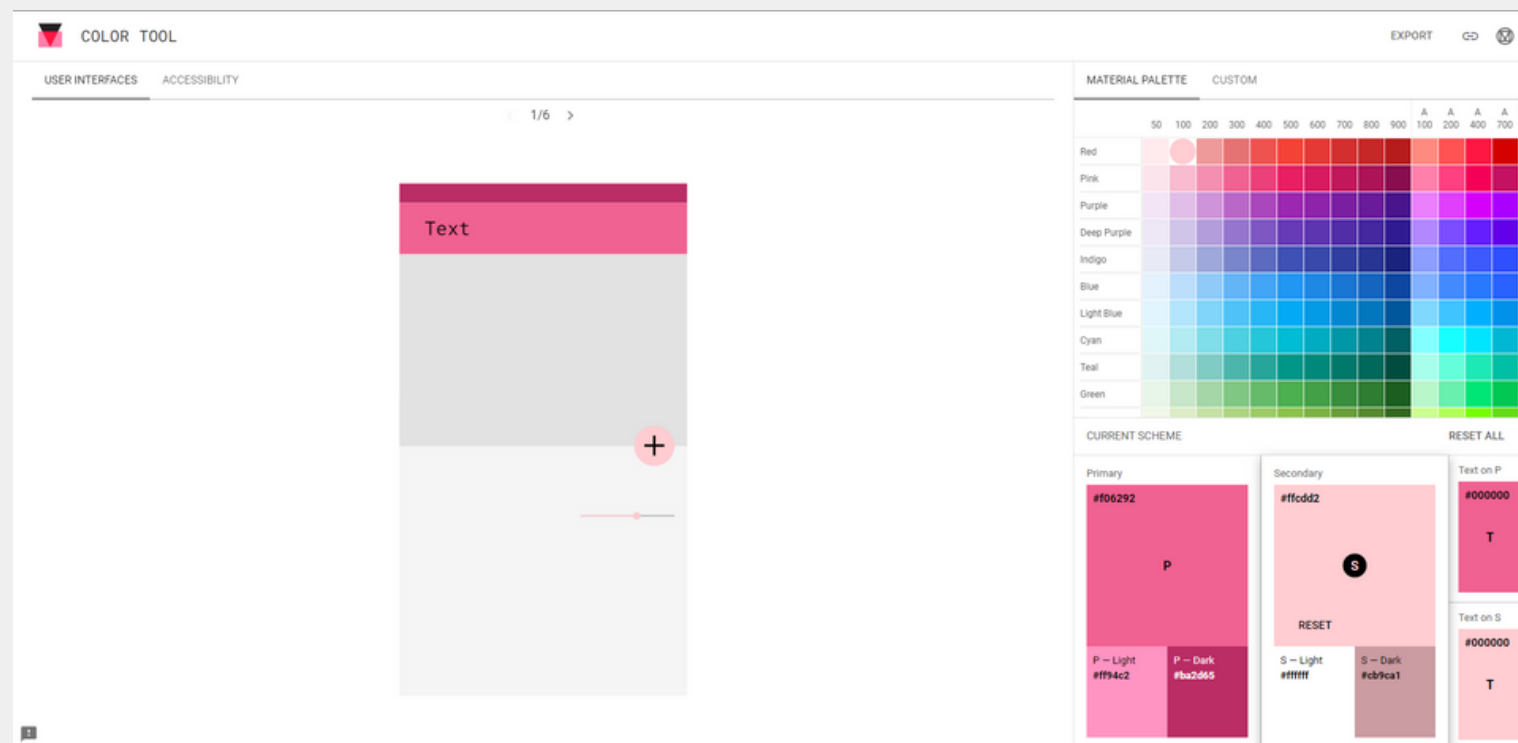 COLOR TOOL
EXPORT
USER INTERFACES ACCESSIBILITY
1/6
Text
MATERIAL PALETTE CUSTOM
50 100 200 300 400 500 600 700 800 900 A 100 A 200 A 400 A 700
Red
Pink
Purple
Deep Purple
Indigo
Blue
Light Blue
Cyan
Teal
Green
CURRENT SCHEME RESET ALL
Primary
#f06292
P
P — Light
#ff94c2
P — Dark
#ba2d65
Secondary
#ffcdd2
S
RESET
S — Light
#ffffff
S — Dark
#cb9ca1
Text on P
#000000
T
Text on S
#000000
T